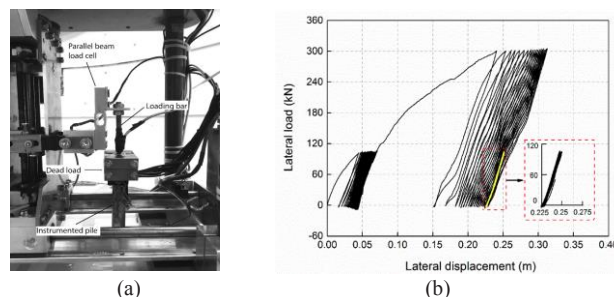 Parallel beam
load cell
Loading bar
Dead load
Instrumented pile
(a)
360
300
240
180
120
60
0
-60
Lateral load (kN)
0.00 0.05 0.10 0.15 0.20 0.25 0.30 0.35 0.40
Lateral displacement (m)
120
60
0
0.225 0.25 0.275
(b)